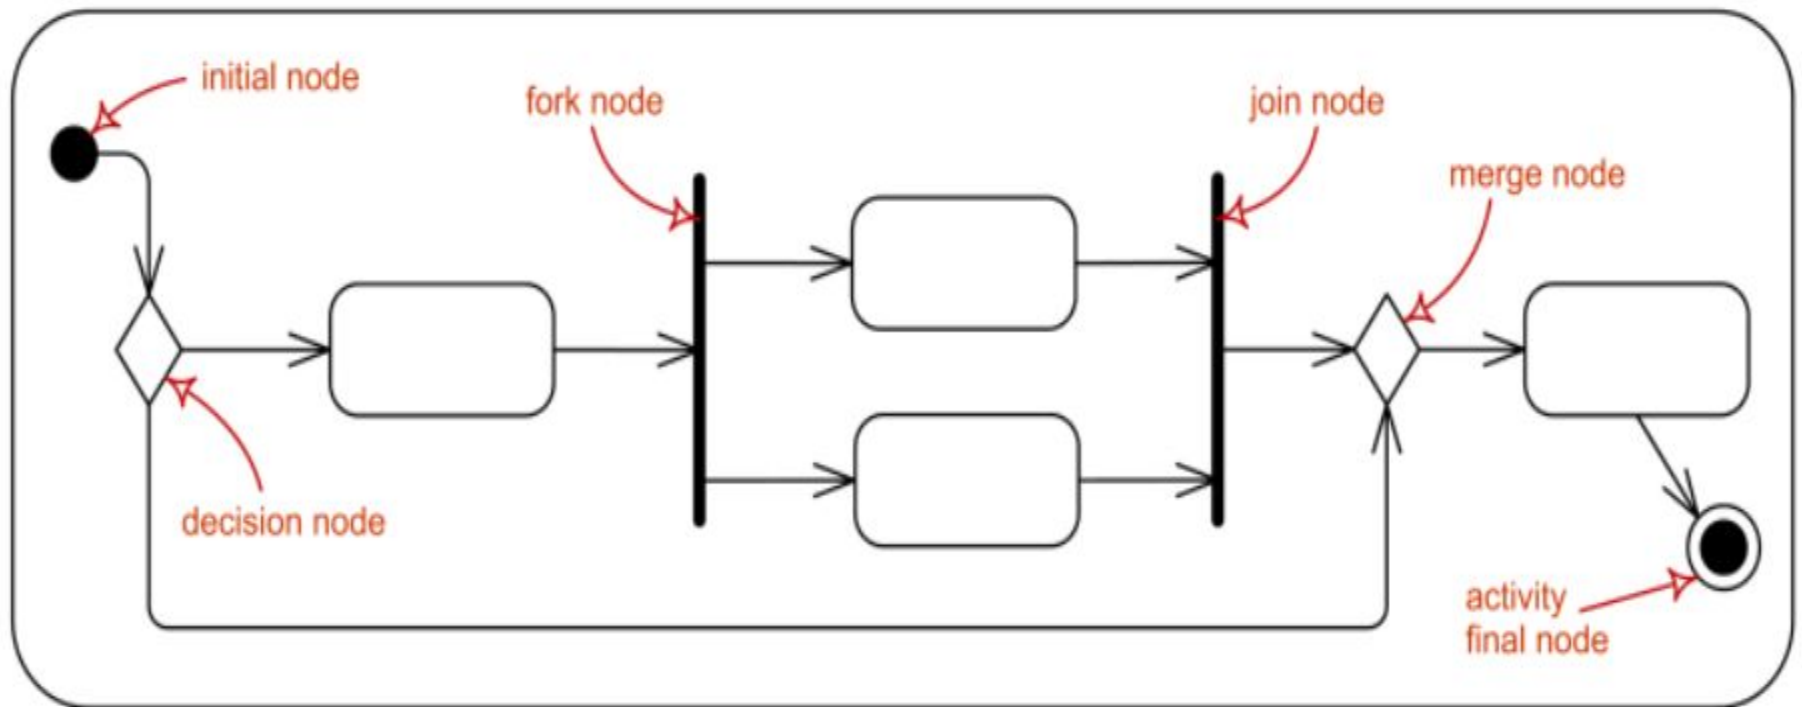 initial node
fork node
join node
merge node
decision node
activity
final node